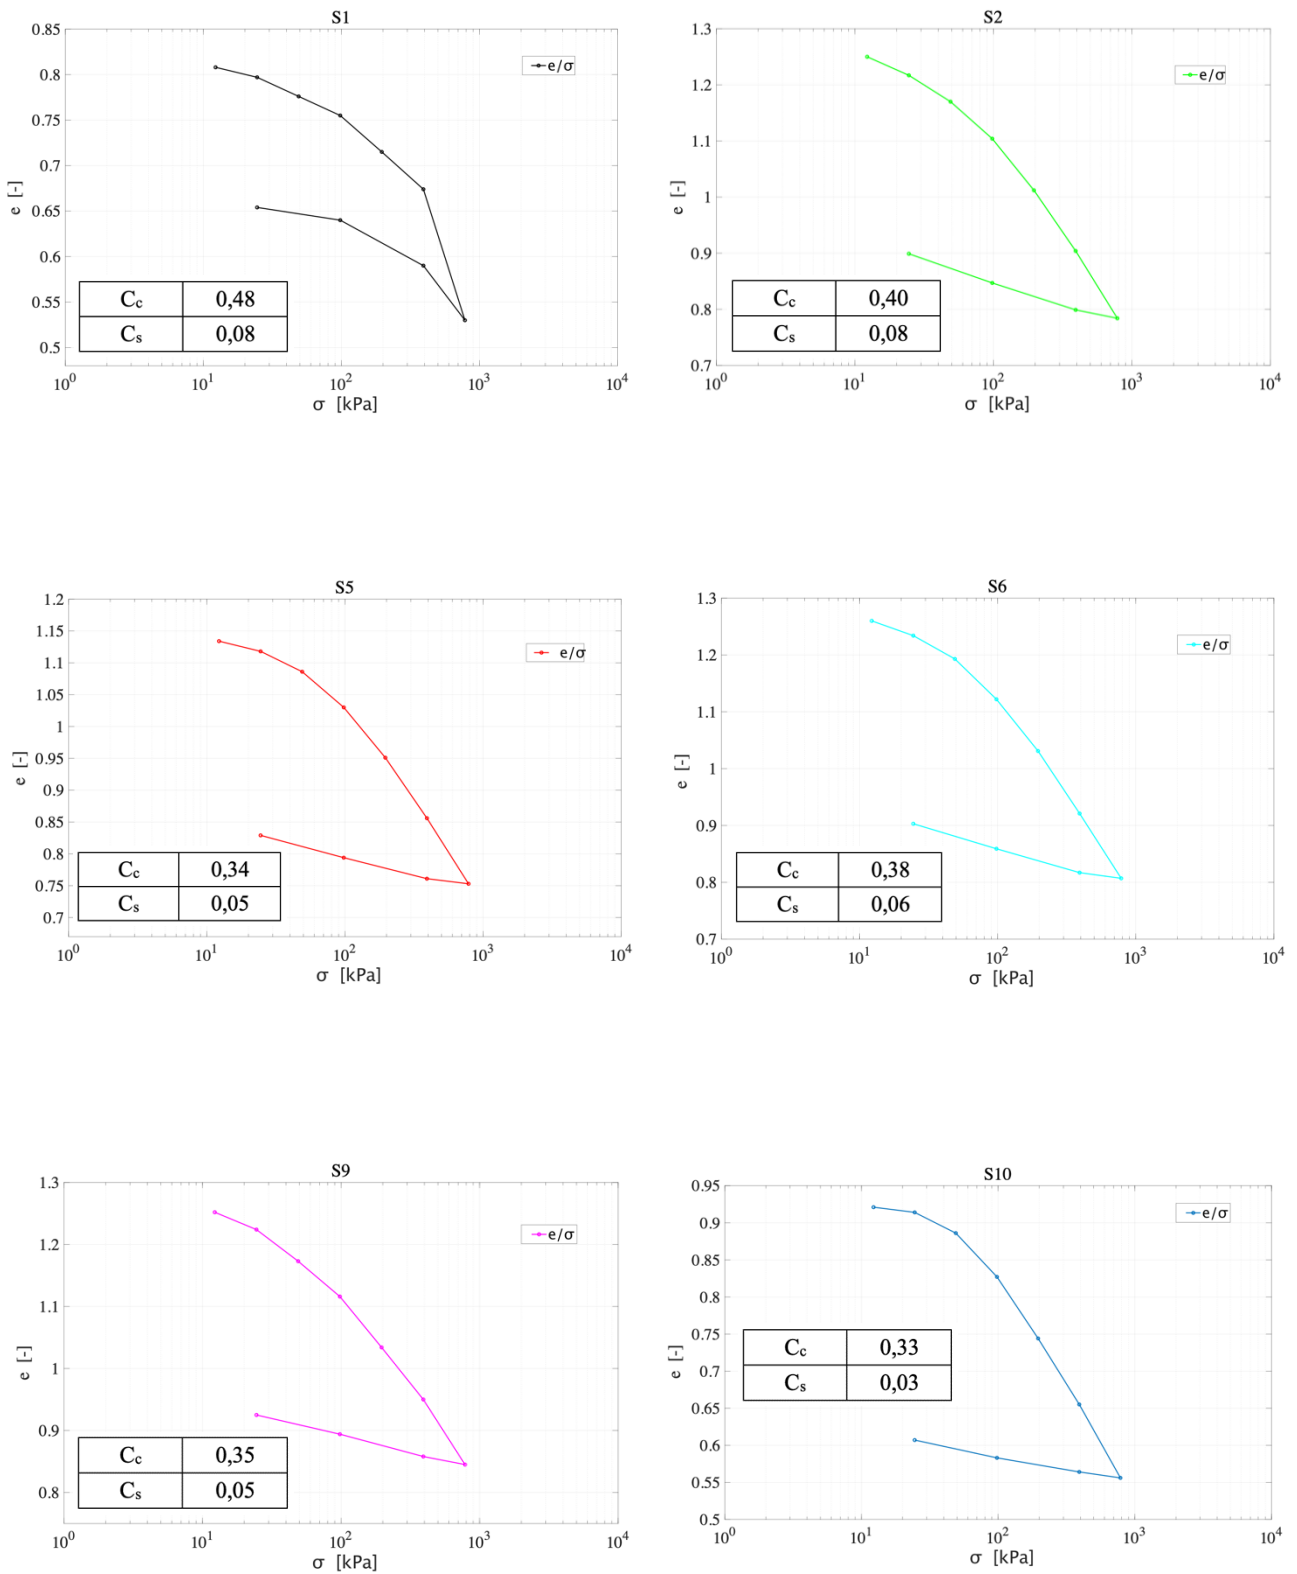 S1
0.85
0.8
0.75
0.7
0.65
0.6
0.55
0.5
e [-]
e/σ
Cc 0,48
Cs 0,08
10^0 10^1 10^2 10^3 10^4
σ [kPa]
S2
1.3
1.2
1.1
1
0.9
0.8
0.7
e [-]
e/σ
Cc 0,40
Cs 0,08
10^0 10^1 10^2 10^3 10^4
σ [kPa]
S5
1.2
1.15
1.1
1.05
1
0.95
0.9
0.85
0.8
0.75
0.7
e [-]
e/σ
Cc 0,34
Cs 0,05
10^0 10^1 10^2 10^3 10^4
σ [kPa]
S6
1.3
1.2
1.1
1
0.9
0.8
0.7
e [-]
e/σ
Cc 0,38
Cs 0,06
10^0 10^1 10^2 10^3 10^4
σ [kPa]
S9
1.3
1.2
1.1
1
0.9
0.8
e [-]
e/σ
Cc 0,35
Cs 0,05
10^0 10^1 10^2 10^3 10^4
σ [kPa]
S10
0.95
0.9
0.85
0.8
0.75
0.7
0.65
0.6
0.55
0.5
e [-]
e/σ
Cc 0,33
Cs 0,03
10^0 10^1 10^2 10^3 10^4
σ [kPa]